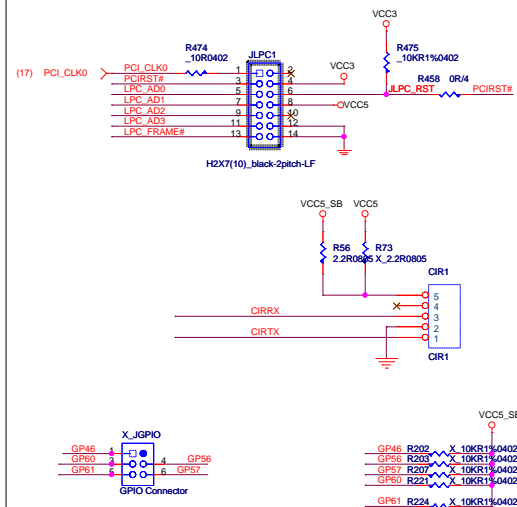 VCC3
R474
_10R0402
JLPC1
R475
_10KR1%0402
(17) PCI_CLK0
PCI_CLK0
1 2
VCC3
PCIRST#
3 4
R458 0R/4
LPC_AD0
5 6
JLPC_RST
PCIRST#
LPC_AD1
7 8
VCC5
LPC_AD2
9 10
LPC_AD3
11 12
LPC_FRAME#
13 14
H2X7(10)_black-2pitch-LF
VCC5_SB VCC5
R56
2.2R0805
R73
X_2.2R0805
CIR1
5
4
CIRRX
3
2
CIRTX
1
CIR1
X_JGPIO
GP46
1
GP60
3 4
GP56
GP61
5 6
GP57
GPIO Connector
VCC5_SB
GP46 R202 X_10KR1%0402
GP56 R203 X_10KR1%0402
GP57 R207 X_10KR1%0402
GP60 R221 X_10KR1%0402
GP61 R224 X_10KR1%0402